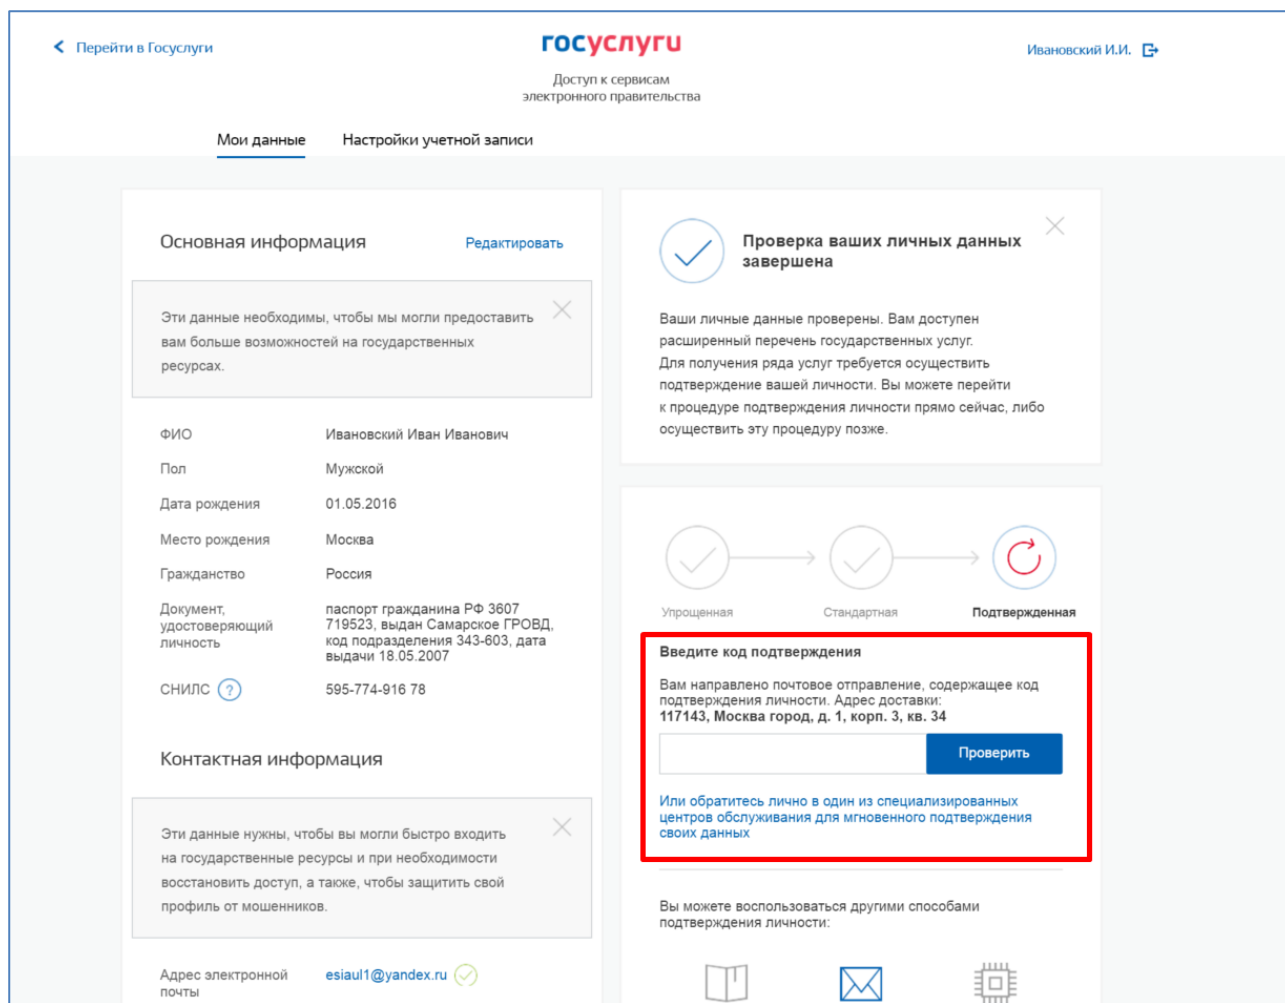 Перейти в Госуслуги
госуслуги
Доступ к сервисам
электронного правительства
Ивановский И.И.
Мои данные
Настройки учетной записи
Основная информация
Редактировать
Эти данные необходимы, чтобы мы могли предоставить
вам больше возможностей на государственных
ресурсах.
ФИО
Ивановский Иван Иванович
Пол
Мужской
Дата рождения
01.05.2016
Место рождения
Москва
Гражданство
Россия
Документ,
удостоверяющий
личность
паспорт гражданина РФ 3607
719523, выдан Самарское ГРОВД,
код подразделения 343-603, дата
выдачи 18.05.2007
СНИЛС ?
595-774-916 78
Контактная информация
Эти данные нужны, чтобы вы могли быстро входить
на государственные ресурсы и при необходимости
восстановить доступ, а также, чтобы защитить свой
профиль от мошенников.
Адрес электронной
почты
esiaul1@yandex.ru
Проверка ваших личных данных
завершена
Ваши личные данные проверены. Вам доступен
расширенный перечень государственных услуг.
Для получения ряда услуг требуется осуществить
подтверждение вашей личности. Вы можете перейти
к процедуре подтверждения личности прямо сейчас, либо
осуществить эту процедуру позже.
Упрощенная
Стандартная
Подтвержденная
Введите код подтверждения
Вам направлено почтовое отправление, содержащее код
подтверждения личности. Адрес доставки:
117143, Москва город, д. 1, корп. 3, кв. 34
Проверить
Или обратитесь лично в один из специализированных
центров обслуживания для мгновенного подтверждения
своих данных
Вы можете воспользоваться другими способами
подтверждения личности: